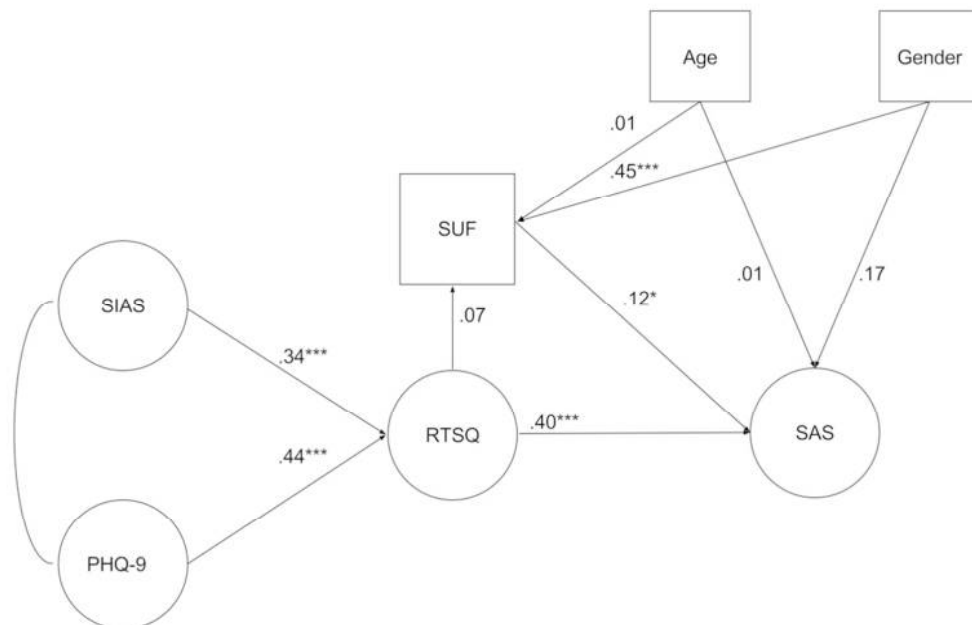 Age
Gender
.01
.45***
SUF
SIAS
.01
.17
.12*
.07
.34***
RTSQ
.40***
SAS
.44***
PHQ-9